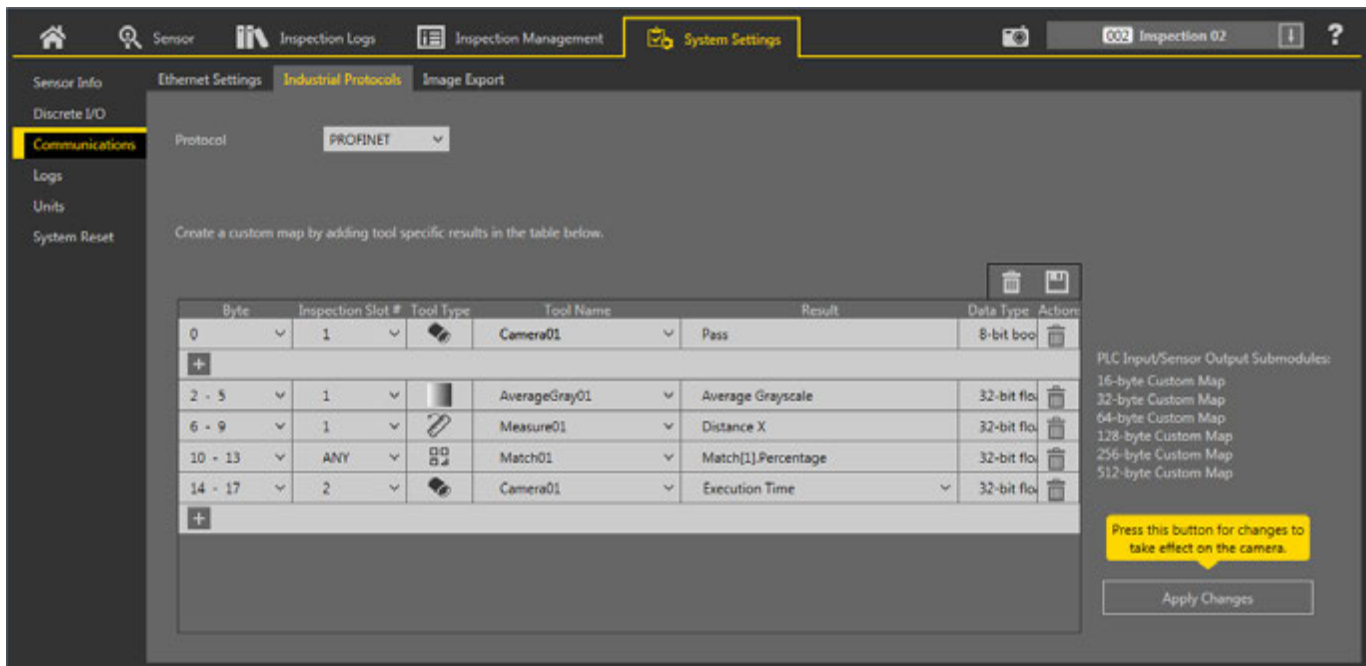 Sensor Inspection Logs Inspection Management System Settings 002 Inspection 02 ?
Sensor Info
Discrete I/O
Communications
Logs
Units
System Reset
Ethernet Settings Industrial Protocols Image Export
Protocol PROFINET
Create a custom map by adding tool specific results in the table below.
Byte Inspection Slot # Tool Type Tool Name Result Data Type Action
0 1 Camera01 Pass 8-bit boo
+
2 - 5 1 AverageGray01 Average Grayscale 32-bit flo
6 - 9 1 Measure01 Distance X 32-bit flo
10 - 13 ANY Match01 Match[1].Percentage 32-bit flo
14 - 17 2 Camera01 Execution Time 32-bit flo
+
PLC Input/Sensor Output Submodules:
16-byte Custom Map
32-byte Custom Map
64-byte Custom Map
128-byte Custom Map
256-byte Custom Map
512-byte Custom Map
Press this button for changes to
take effect on the camera.
Apply Changes